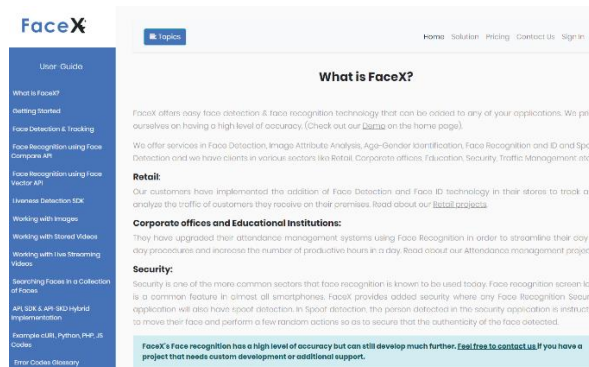 FaceX
Topics
Home Solution Pricing Contact Us Sign In
User Guide
What is FaceX?
Getting Started
Face Detection & Tracking
Face Recognition using Face
Compare API
Face Recognition using Face
Vector API
Liveness Detection SDK
Working with Images
Working with Stored Videos
Working with Live Streaming
Videos
Searching Faces in a Collection
of Faces
API, SDK & API-SKD Hybrid
Implementation
Example cURL, Python, PHP, JS
Codes
Error Codes Glossary
What is FaceX?
FaceX offers easy face detection & face recognition technology that can be added to any of your applications. We
ourselves on having a high level of accuracy. (Check out our Demo on the home page).
We offer services in Face Detection, Image Attribute Analysis, Age-Gender identification, Face Recognition and ID and
Detection and we have clients in various sectors like Retail, Corporate offices, Education, Security, Traffic Management etc
Retail:
Our customers have implemented the addition of Face Detection and Face ID technology in their stores to track a
analyze the traffic of customers they receive on their premises. Read about our Retail projects.
Corporate offices and Educational Institutions:
They have upgraded their attendance management systems using Face Recognition in order to streamline their day
day procedures and increase the number of productive hours in a day. Read about our Attendance management
Security:
Security is one of the more common sectors that face recognition is known to be used today. Face recognition screen
is a common feature in almost all smartphones. FaceX provides added security where any Face Recognition
application will also have spoof detection. In Spoof detection, the person detected in the security application is
to move their face and perform a few random actions so as to secure that the authenticity of the face detected.
FaceX's Face recognition has a high level of accuracy but can still develop much further. Feel free to contact us if you have a
project that needs custom development or additional support.